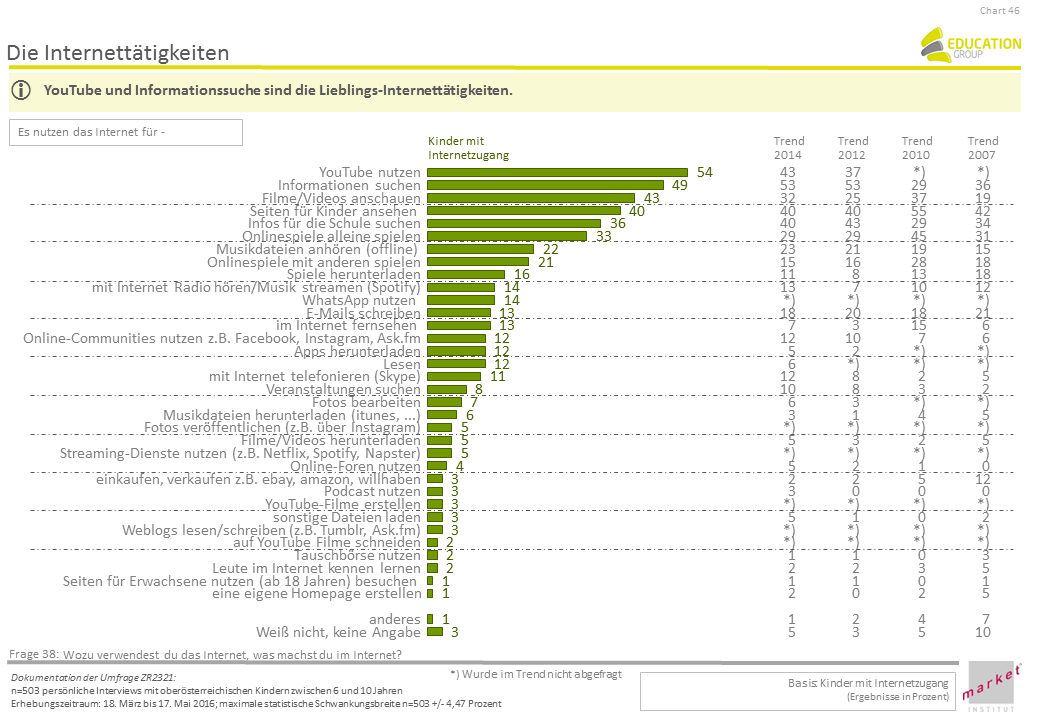 Chart 46
Die Internettätigkeiten
EDUCATION
GROUP
YouTube und Informationssuche sind die Lieblings-Internettätigkeiten.
Es nutzen das Internet für -
Kinder mit Internetzugang
Trend 2014 Trend 2012 Trend 2010 Trend 2007
YouTube nutzen 54 43 37 *) *)
Informationen suchen 49 53 53 29 36
Filme/Videos anschauen 43 32 25 37 19
Seiten für Kinder ansehen 40 40 40 55 42
Infos für die Schule suchen 36 40 43 29 34
Onlinespiele alleine spielen 33 29 29 45 31
Musikdateien anhören (offline) 22 23 21 19 15
Onlinespiele mit anderen spielen 21 15 16 28 18
Spiele herunterladen 16 11 8 13 18
mit Internet Radio hören/Musik streamen (Spotify) 14 13 7 10 12
WhatsApp nutzen 14 *) *) *) *)
E-Mails schreiben 13 18 20 18 21
im Internet fernsehen 13 7 3 15 6
Online-Communities nutzen z.B. Facebook, Instagram, Ask.fm 12 12 10 7 6
Apps herunterladen 12 5 2 *) *)
Lesen 12 6 *) *) *)
mit Internet telefonieren (Skype) 11 12 8 2 5
Veranstaltungen suchen 8 10 8 3 2
Fotos bearbeiten 7 6 3 *) *)
Musikdateien herunterladen (itunes, ...) 6 3 1 4 5
Fotos veröffentlichen (z.B. über Instagram) 5 *) *) *) *)
Filme/Videos herunterladen 5 5 3 2 5
Streaming-Dienste nutzen (z.B. Netflix, Spotify, Napster) 5 *) *) *) *)
Online-Foren nutzen 4 5 2 1 0
einkaufen, verkaufen z.B. ebay, amazon, willhaben 3 2 2 5 12
Podcast nutzen 3 3 0 0 0
YouTube-Filme erstellen 3 *) *) *) *)
sonstige Dateien laden 3 5 1 0 2
Weblogs lesen/schreiben (z.B. Tumblr, Ask.fm) 3 *) *) *) *)
auf YouTube Filme schneiden 2 *) *) *) *)
Tauschbörse nutzen 2 1 1 0 3
Leute im Internet kennen lernen 2 2 2 3 5
Seiten für Erwachsene nutzen (ab 18 Jahren) besuchen 1 1 1 0 1
eine eigene Homepage erstellen 1 2 0 2 5
anderes 1 1 2 4 7
Weiß nicht, keine Angabe 3 5 3 5 10
Frage 38: Wozu verwendest du das Internet, was machst du im Internet?
Dokumentation der Umfrage ZR2321:
n=503 persönliche Interviews mit oberösterreichischen Kindern zwischen 6 und 10 Jahren
Erhebungszeitraum: 18. März bis 17. Mai 2016; maximale statistische Schwankungsbreite n=503 +/- 4,47 Prozent
*) Wurde im Trend nicht abgefragt
Basis: Kinder mit Internetzugang
(Ergebnisse in Prozent)
market
INSTITUT